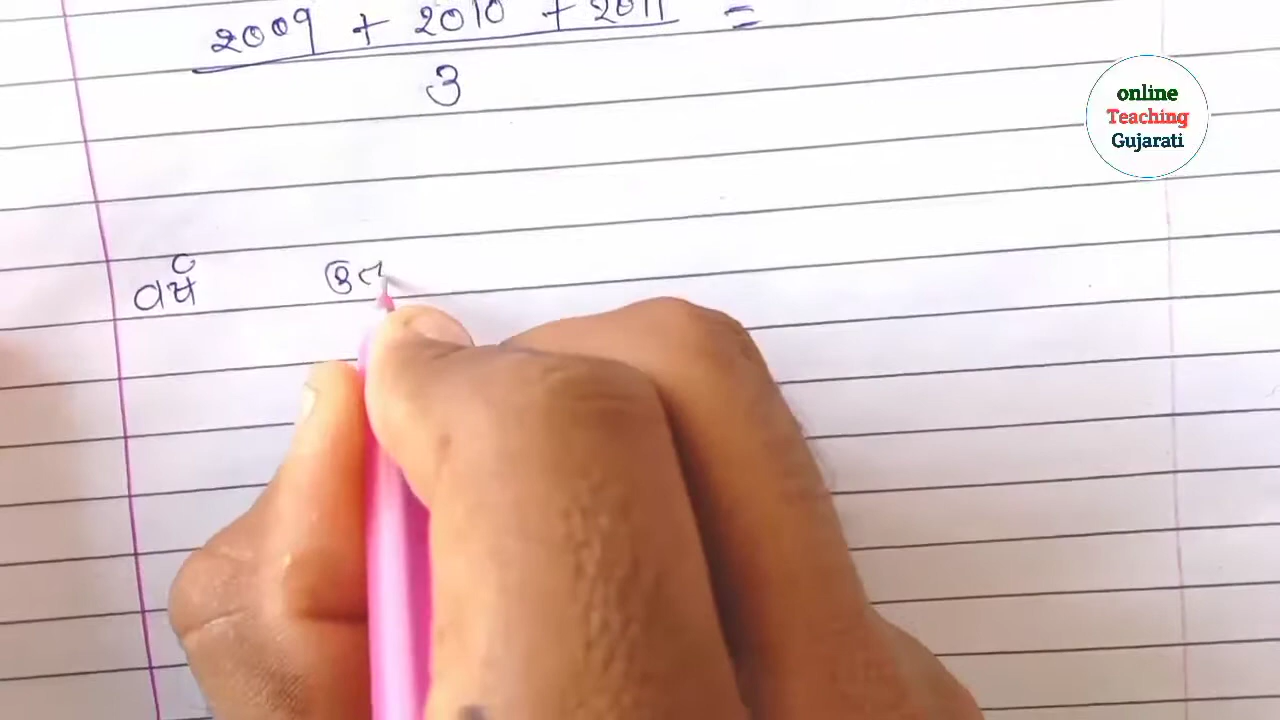 2009 + 2010 + 2011 =
3
વર્ષ
online
Teaching
Gujarati